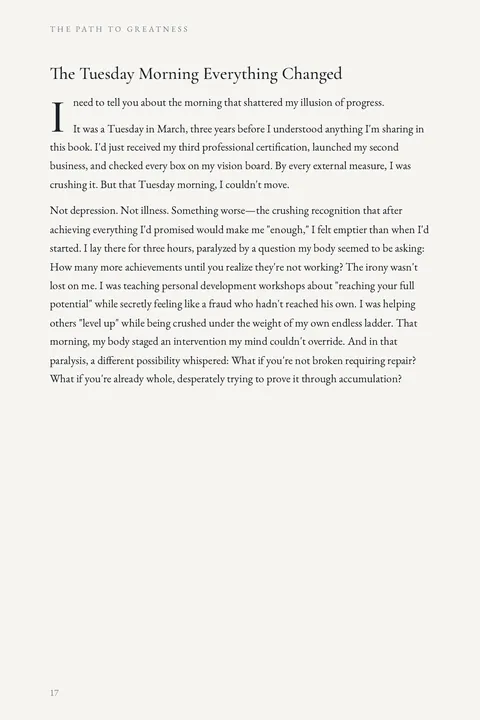 THE PATH TO GREATNESS
The Tuesday Morning Everything Changed
I need to tell you about the morning that shattered my illusion of progress.
It was a Tuesday in March, three years before I understood anything I'm sharing in
this book. I'd just received my third professional certification, launched my second
business, and checked every box on my vision board. By every external measure, I was
crushing it. But that Tuesday morning, I couldn't move.
Not depression. Not illness. Something worse—the crushing recognition that after
achieving everything I'd promised would make me "enough," I felt emptier than when I'd
started. I lay there for three hours, paralyzed by a question my body seemed to be asking:
How many more achievements until you realize they're not working? The irony wasn't
lost on me. I was teaching personal development workshops about "reaching your full
potential" while secretly feeling like a fraud who hadn't reached his own. I was helping
others "level up" while being crushed under the weight of my own endless ladder. That
morning, my body staged an intervention my mind couldn't override. And in that
paralysis, a different possibility whispered: What if you're not broken requiring repair?
What if you're already whole, desperately trying to prove it through accumulation?
17